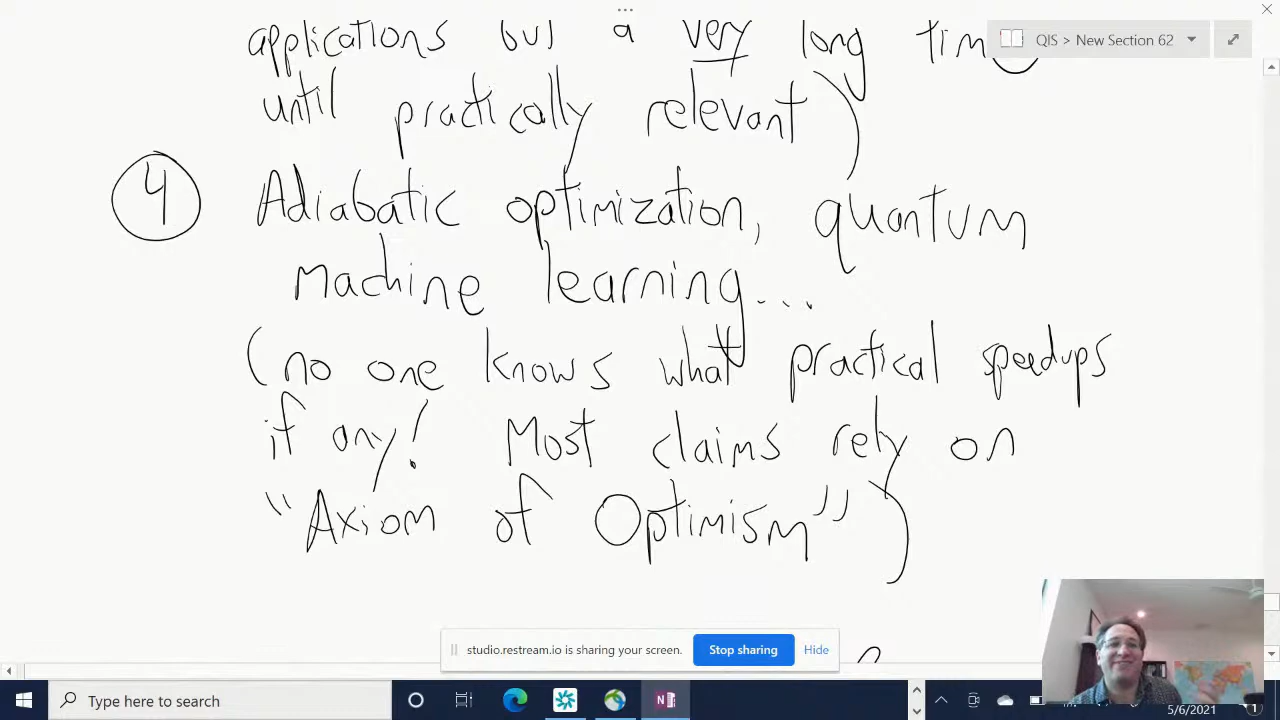 applications but a very long time
QIS > New Section 62
until practically relevant)
4 Adiabatic optimization, quantum
machine learning...
(no one knows what practical speedups
if any! Most claims rely on
"Axiom of Optimism")
studio.restream.io is sharing your screen.
Stop sharing
Hide
Type here to search
5/6/2021
1